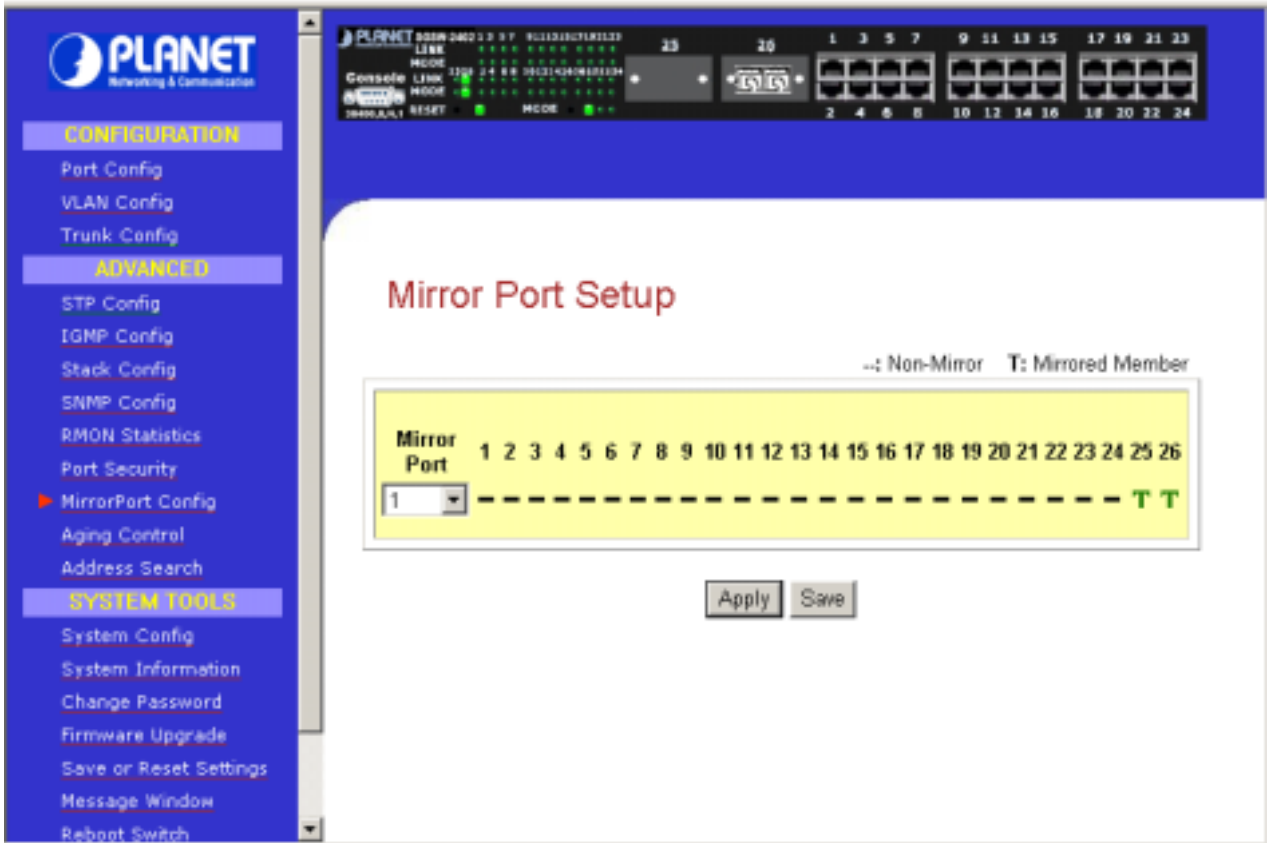 PLANET
Networking & Communication
CONFIGURATION
Port Config
VLAN Config
Trunk Config
ADVANCED
STP Config
IGMP Config
Stack Config
SNMP Config
RMON Statistics
Port Security
MirrorPort Config
Aging Control
Address Search
SYSTEM TOOLS
System Config
System Information
Change Password
Firmware Upgrade
Save or Reset Settings
Message Window
Reboot Switch
PLANET
LINK
MODE
Console LINK
MODE
RESET MODE
25 26
1 3 5 7 9 11 13 15 17 19 21 23
2 4 6 8 10 12 14 16 18 20 22 24
Mirror Port Setup
--: Non-Mirror T: Mirrored Member
Mirror Port 1 2 3 4 5 6 7 8 9 10 11 12 13 14 15 16 17 18 19 20 21 22 23 24 25 26
1 - - - - - - - - - - - - - - - - - - - - - - - - T T
Apply Save